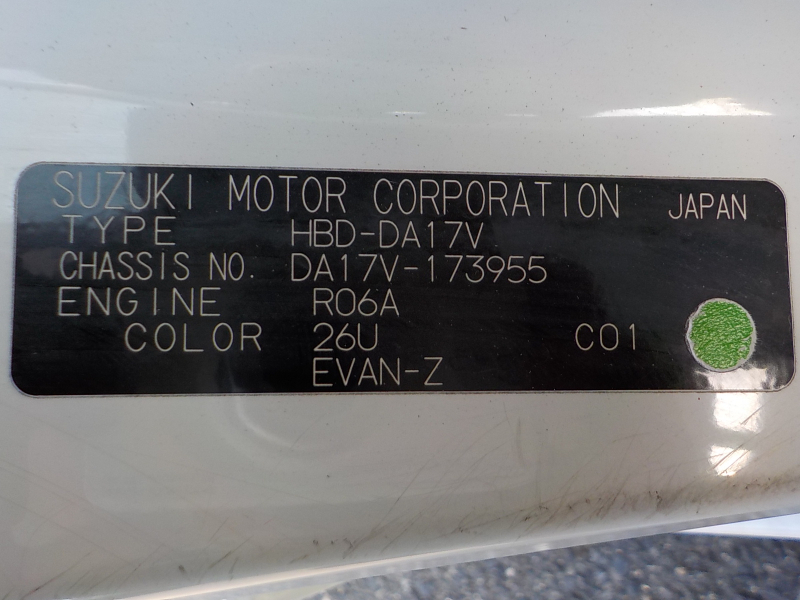 SUZUKI MOTOR CORPORATION JAPAN
TYPE HBD-DA17V
CHASSIS NO. DA17V-173955
ENGINE R06A
COLOR 26U C01
EVAN-Z